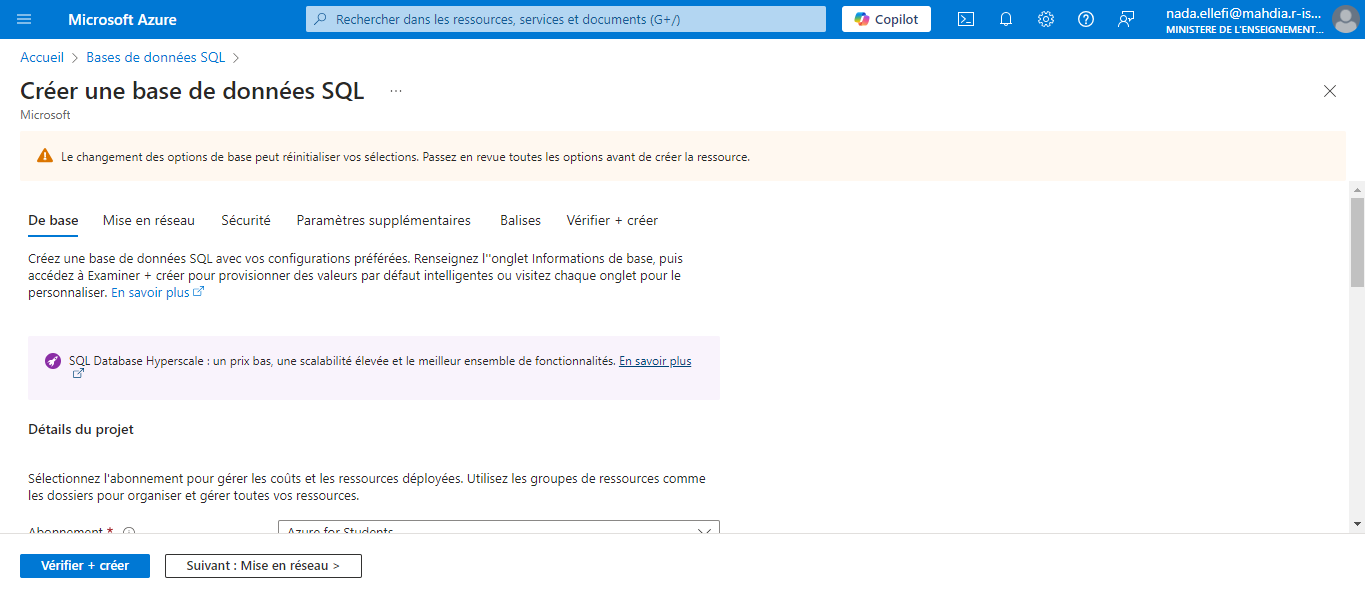 Microsoft Azure
Rechercher dans les ressources, services et documents (G+/)
Copilot
nada.ellefi@mahdia.r-is...
MINISTERE DE L'ENSEIGNEMENT...
Accueil > Bases de données SQL >
Créer une base de données SQL ...
Microsoft
Le changement des options de base peut réinitialiser vos sélections. Passez en revue toutes les options avant de créer la ressource.
De base Mise en réseau Sécurité Paramètres supplémentaires Balises Vérifier + créer
Créez une base de données SQL avec vos configurations préférées. Renseignez l''onglet Informations de base, puis
accédez à Examiner + créer pour provisionner des valeurs par défaut intelligentes ou visitez chaque onglet pour le
personnaliser. En savoir plus
SQL Database Hyperscale : un prix bas, une scalabilité élevée et le meilleur ensemble de fonctionnalités. En savoir plus
Détails du projet
Sélectionnez l'abonnement pour gérer les coûts et les ressources déployées. Utilisez les groupes de ressources comme
les dossiers pour organiser et gérer toutes vos ressources.
Abonnement * Azure for Students
Vérifier + créer
Suivant : Mise en réseau >